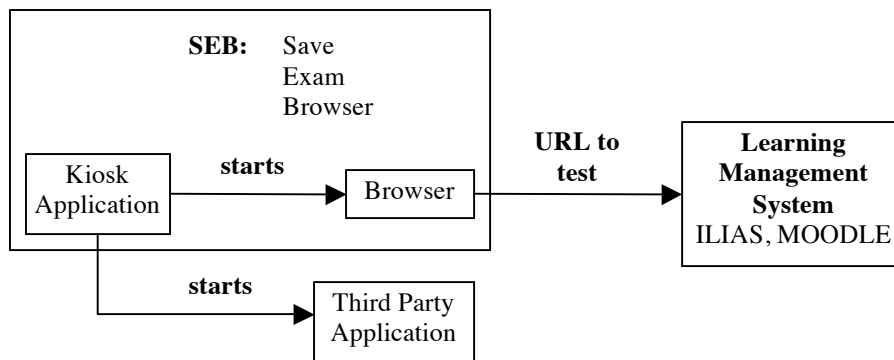 SEB: Save
Exam
Browser
Kiosk
Application
starts
Browser
URL to
test
Learning
Management
System
ILIAS, MOODLE
starts
Third Party
Application